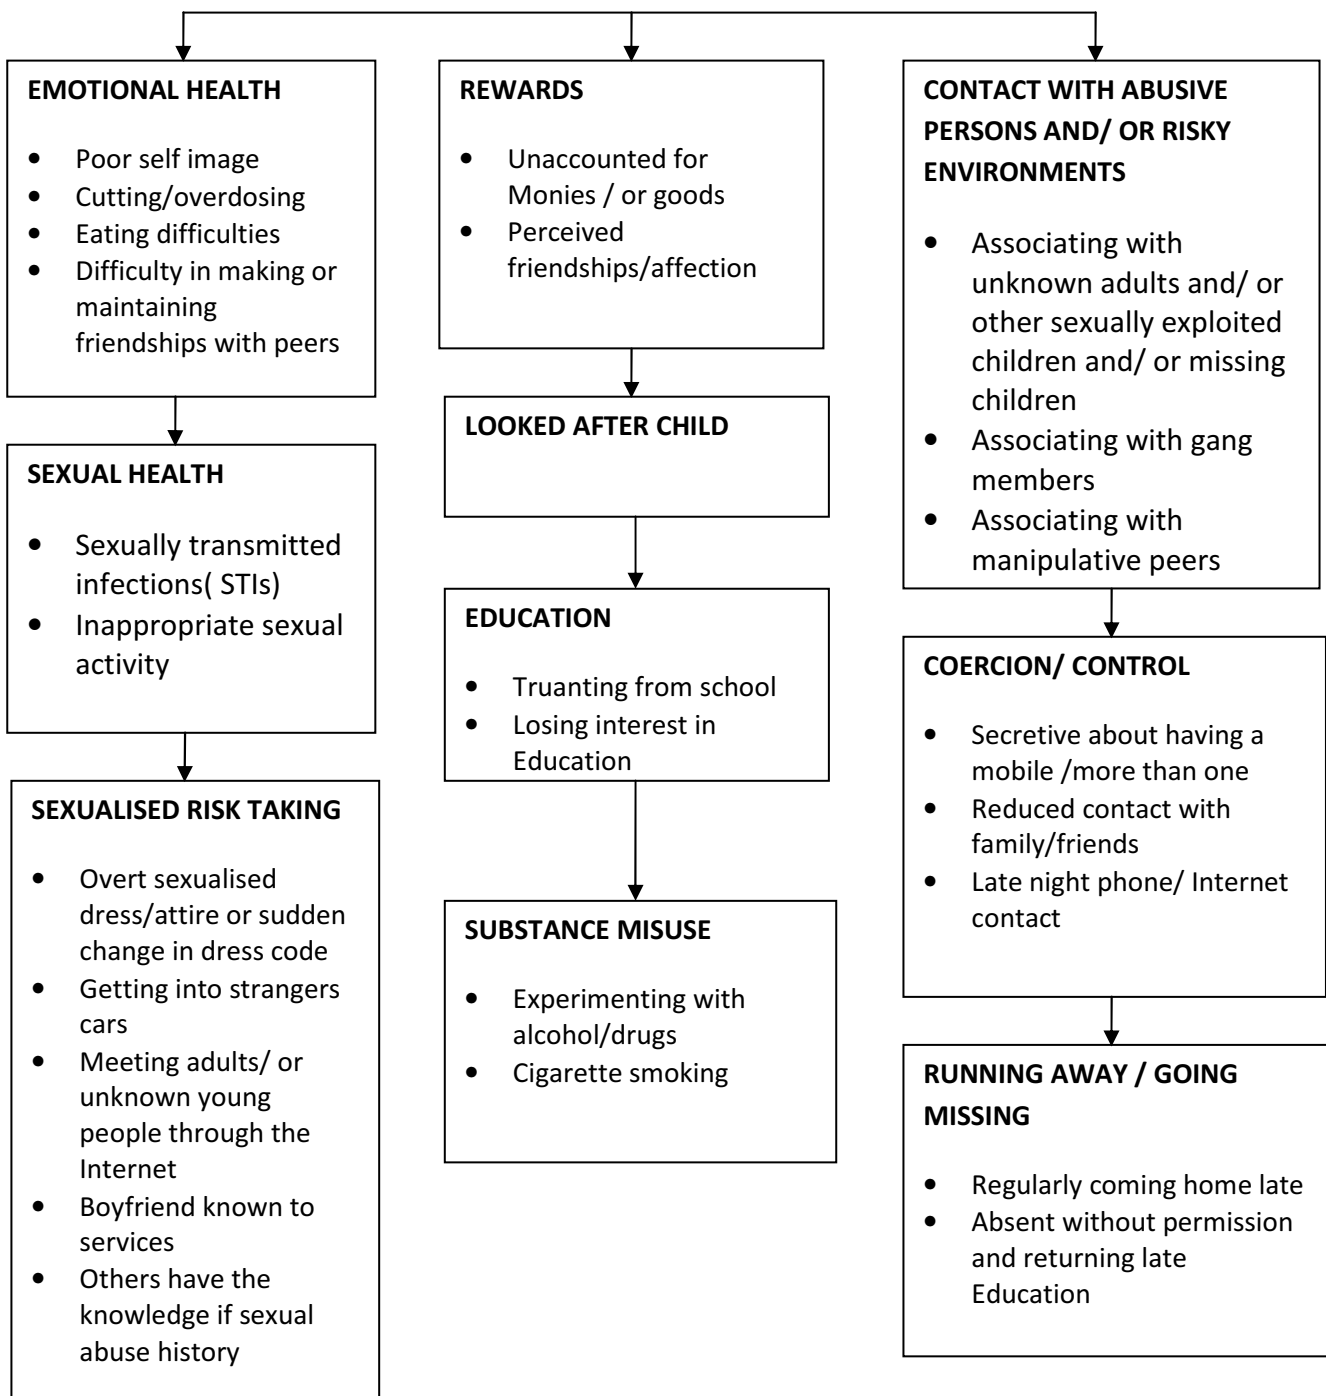 EMOTIONAL HEALTH
• Poor self image
• Cutting/overdosing
• Eating difficulties
• Difficulty in making or
maintaining
friendships with peers
SEXUAL HEALTH
• Sexually transmitted
infections( STIs)
• Inappropriate sexual
activity
SEXUALISED RISK TAKING
• Overt sexualised
dress/attire or sudden
change in dress code
• Getting into strangers
cars
• Meeting adults/ or
unknown young
people through the
Internet
• Boyfriend known to
services
• Others have the
knowledge if sexual
abuse history
REWARDS
• Unaccounted for
Monies / or goods
• Perceived
friendships/affection
LOOKED AFTER CHILD
EDUCATION
• Truanting from school
• Losing interest in
Education
SUBSTANCE MISUSE
• Experimenting with
alcohol/drugs
• Cigarette smoking
CONTACT WITH ABUSIVE
PERSONS AND/ OR RISKY
ENVIRONMENTS
• Associating with
unknown adults and/ or
other sexually exploited
children and/ or missing
children
• Associating with gang
members
• Associating with
manipulative peers
COERCION/ CONTROL
• Secretive about having a
mobile /more than one
• Reduced contact with
family/friends
• Late night phone/ Internet
contact
RUNNING AWAY / GOING
MISSING
• Regularly coming home late
• Absent without permission
and returning late
Education